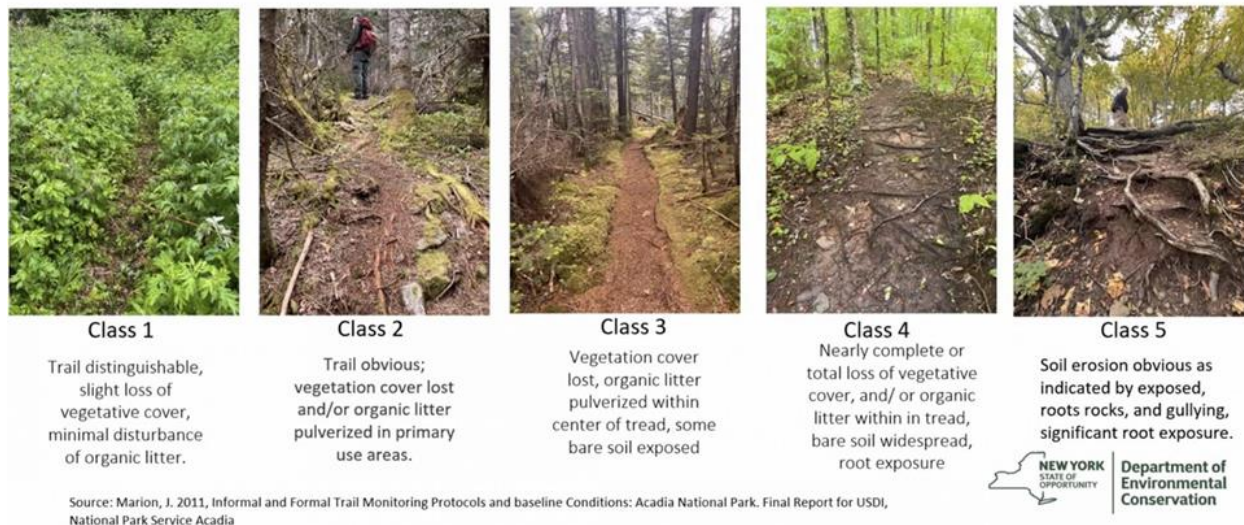 Class 1
Trail distinguishable,
slight loss of
vegetative cover,
minimal disturbance
of organic litter.
Class 2
Trail obvious;
vegetation cover lost
and/or organic litter
pulverized in primary
use areas.
Class 3
Vegetation cover
lost, organic litter
pulverized within
center of tread, some
bare soil exposed
Class 4
Nearly complete or
total loss of vegetative
cover, and/ or organic
litter within in tread,
bare soil widespread,
root exposure
Class 5
Soil erosion obvious as
indicated by exposed,
roots rocks, and gullying,
significant root exposure.
NEW YORK
STATE OF
OPPORTUNITY
Department of
Environmental
Conservation
Source: Marion, J. 2011, Informal and Formal Trail Monitoring Protocols and baseline Conditions: Acadia National Park. Final Report for USDI,
National Park Service Acadia